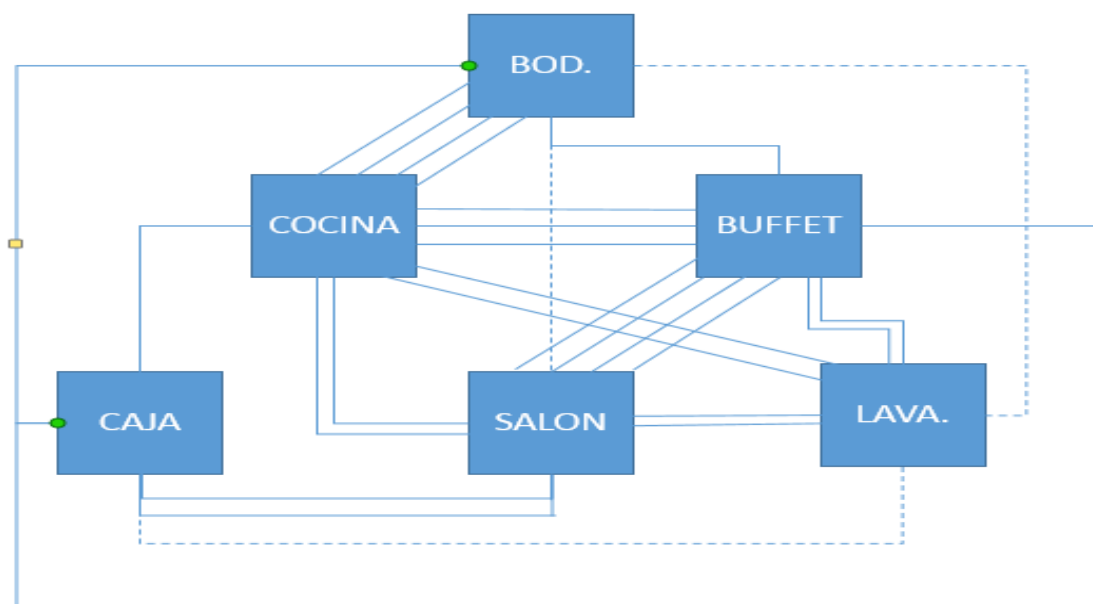 BOD.
COCINA
BUFFET
CAJA
SALON
LAVA.